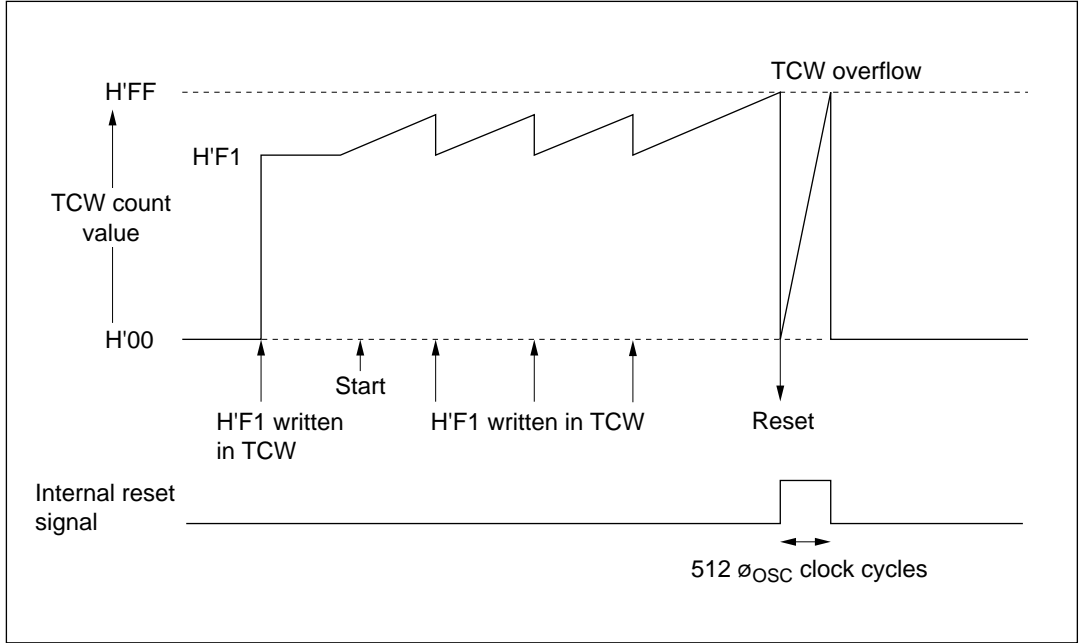 TCW overflow
H'FF
H'F1
TCW count
value
H'00
Start
H'F1 written
in TCW
H'F1 written in TCW
Reset
Internal reset
signal
512 øOSC clock cycles